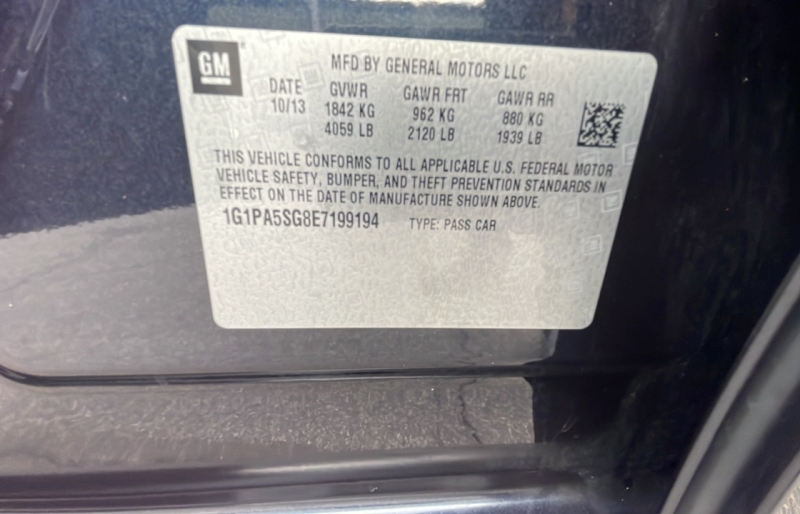 GM
MFD BY GENERAL MOTORS LLC
DATE GVWR GAWR FRT GAWR RR
10/13 1842 KG 962 KG 880 KG
4059 LB 2120 LB 1939 LB
THIS VEHICLE CONFORMS TO ALL APPLICABLE U.S. FEDERAL MOTOR
VEHICLE SAFETY, BUMPER, AND THEFT PREVENTION STANDARDS IN
EFFECT ON THE DATE OF MANUFACTURE SHOWN ABOVE.
1G1PA5SG8E7199194 TYPE: PASS CAR